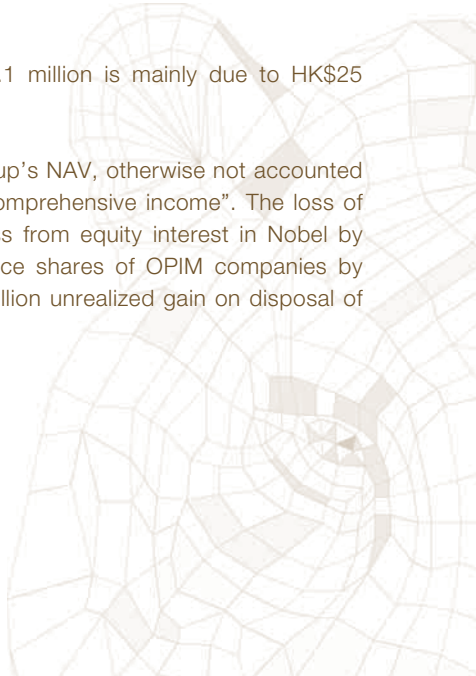 .1 million is mainly due to HK$25
up's NAV, otherwise not accounted
omprehensive income". The loss of
s from equity interest in Nobel by
ce shares of OPIM companies by
llion unrealized gain on disposal of